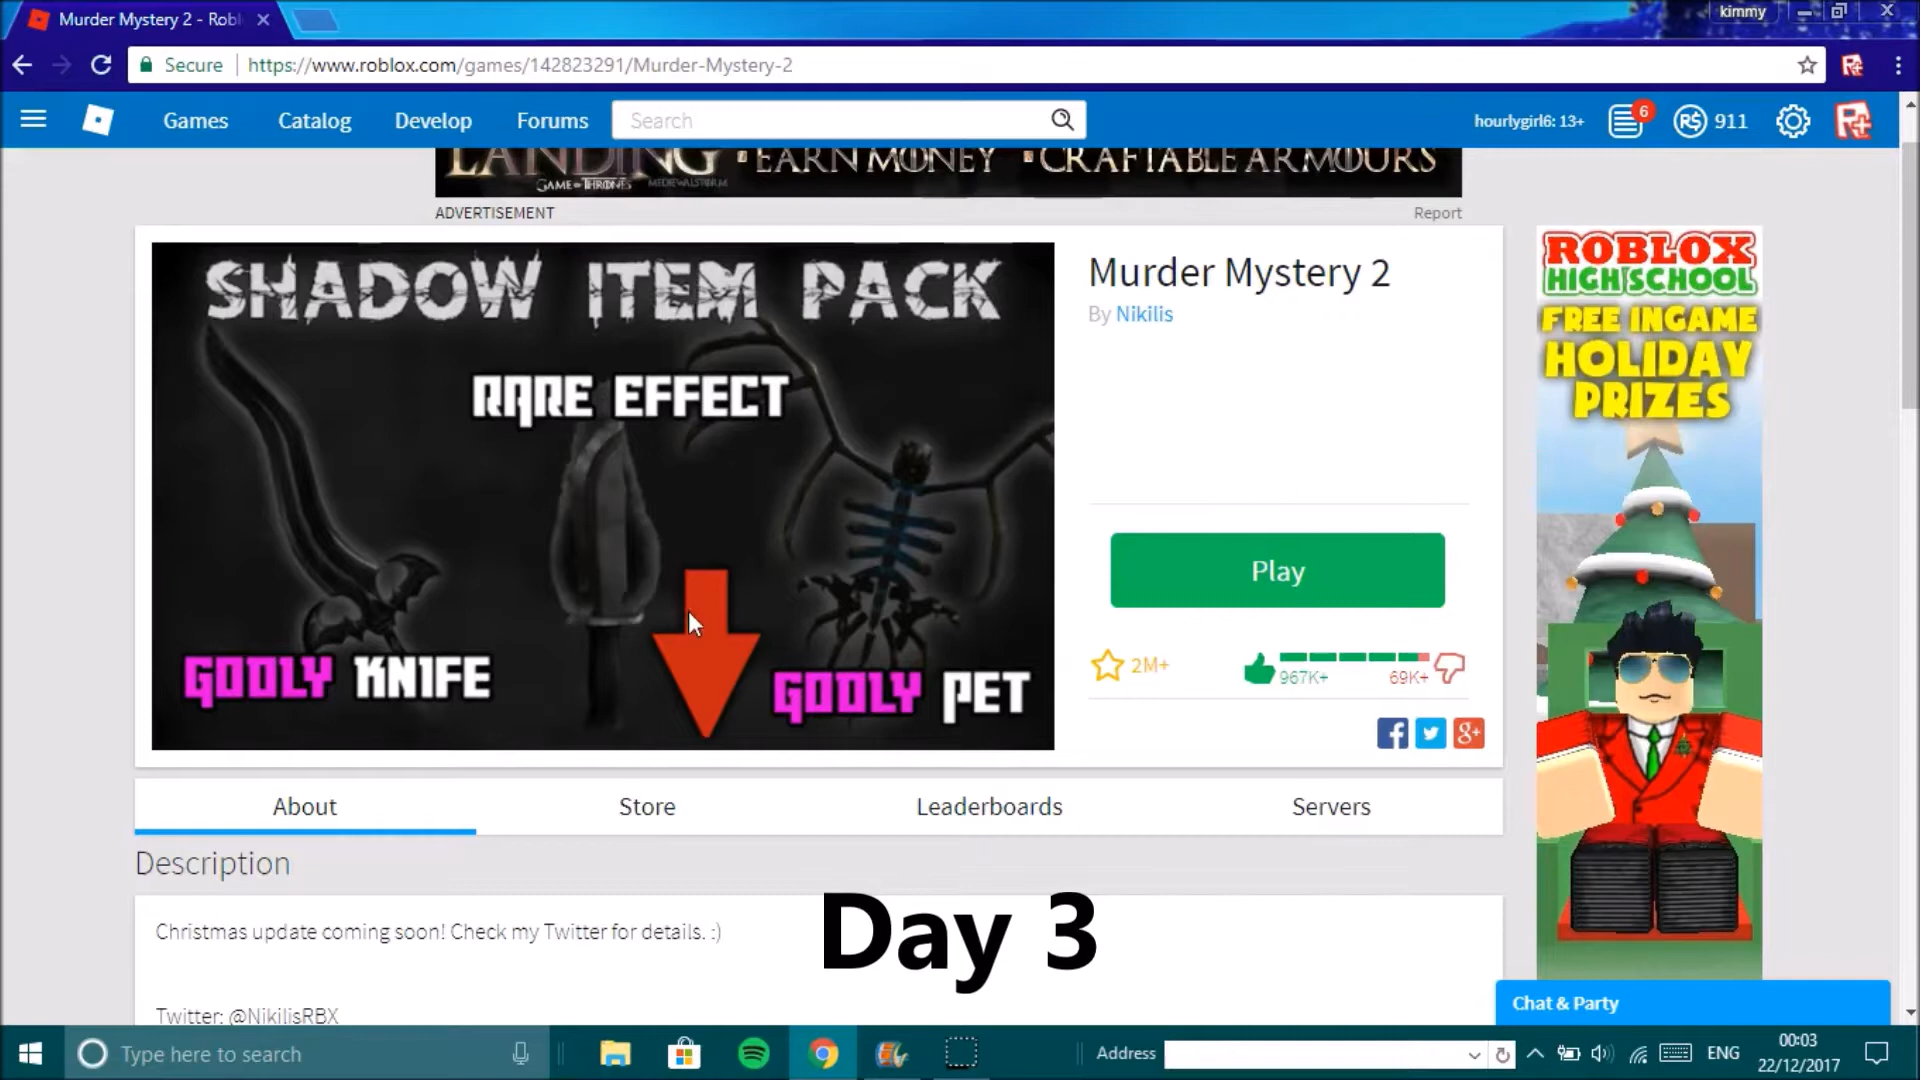 Murder Mystery 2 - Robl
kimmy
Secure
https://www.roblox.com/games/142823291/Murder-Mystery-2
Games
Catalog
Develop
Forums
Search
hourlygirl6: 13+
6
R$ 911
R+
LANDING ▪EARN MONEY ▪CRAFTABLE ARMOURS
GAME OF THRONES
ADVERTISEMENT
Report
SHADOW ITEM PACK
RARE EFFECT
GODLY KNIFE
GODLY PET
Murder Mystery 2
By Nikilis
Play
2M+
967K+
69K+
ROBLOX
HIGH SCHOOL
FREE INGAME
HOLIDAY
PRIZES
About
Store
Leaderboards
Servers
Description
Christmas update coming soon! Check my Twitter for details. :)
Twitter: @NikilisRBX
Day 3
Chat & Party
Type here to search
Address
ENG
00:03
22/12/2017